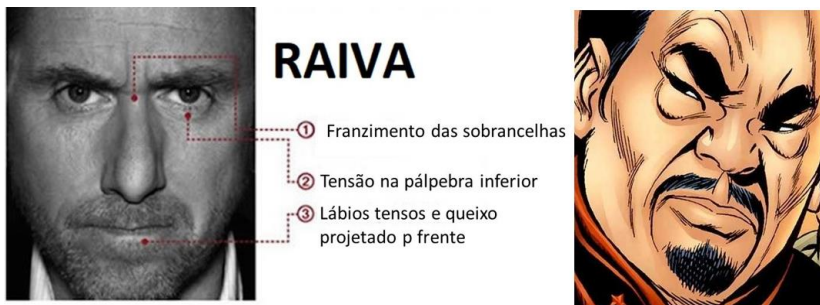 RAIVA
1 Franzimento das sobrancelhas
2 Tensão na pálpebra inferior
3 Lábios tensos e queixo
projetado p frente